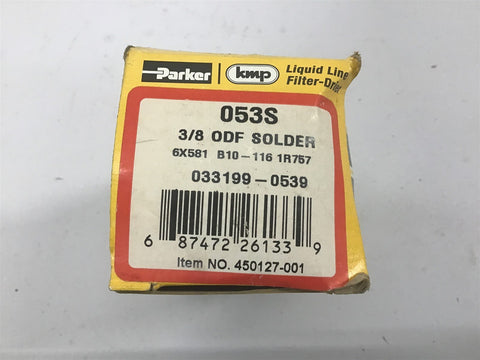 Parker kmp Liquid Line
Filter-Drier
053S
3/8 ODF SOLDER
6X581 B10-116 1R757
033199-0539
6 87472 26133 9
Item NO. 450127-001